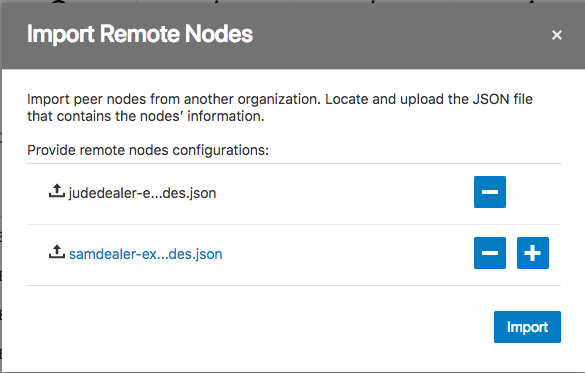 Import Remote Nodes
Import peer nodes from another organization. Locate and upload the JSON file
that contains the nodes' information.
Provide remote nodes configurations:
judedealer-e...des.json
samdealer-ex...des.json
Import